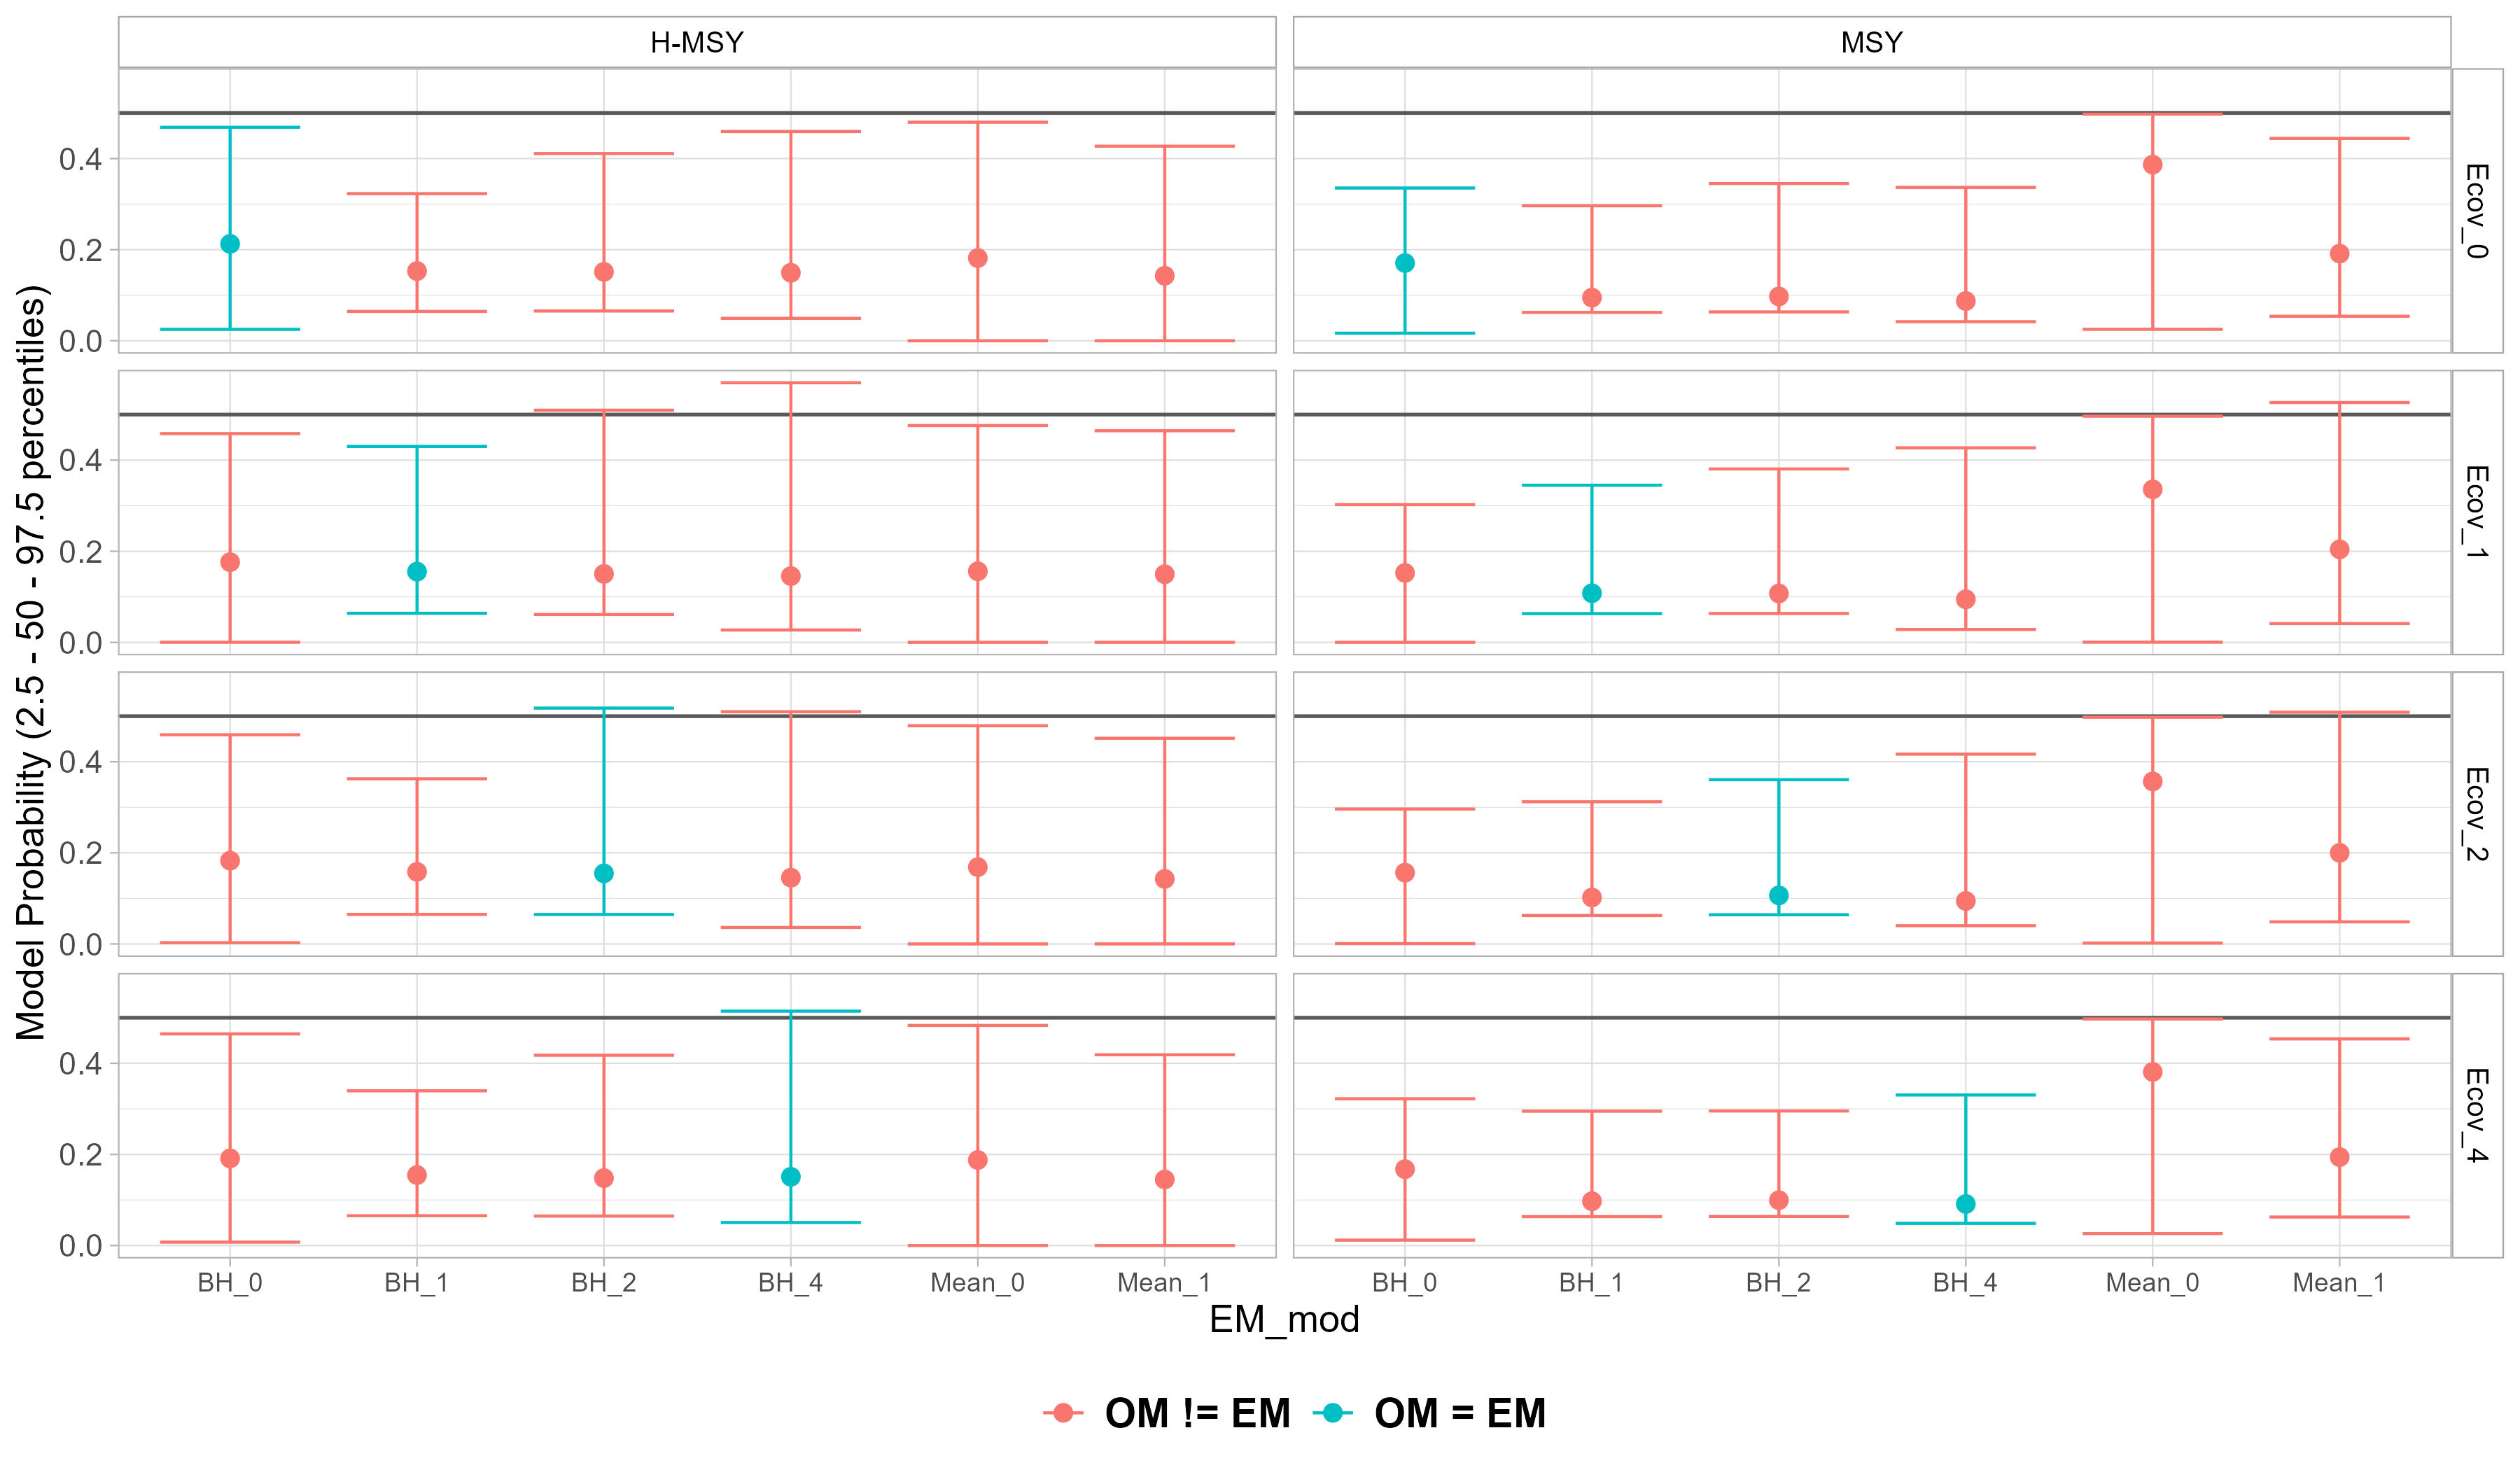 H-MSY
MSY
Model Probability (2.5 - 50 - 97.5 percentiles)
0.4
0.2
0.0
Ecov_0
0.4
0.2
0.0
Ecov_1
0.4
0.2
0.0
Ecov_2
0.4
0.2
0.0
Ecov_4
BH_0 BH_1 BH_2 BH_4 Mean_0 Mean_1 BH_0 BH_1 BH_2 BH_4 Mean_0 Mean_1
EM_mod
OM != EM OM = EM